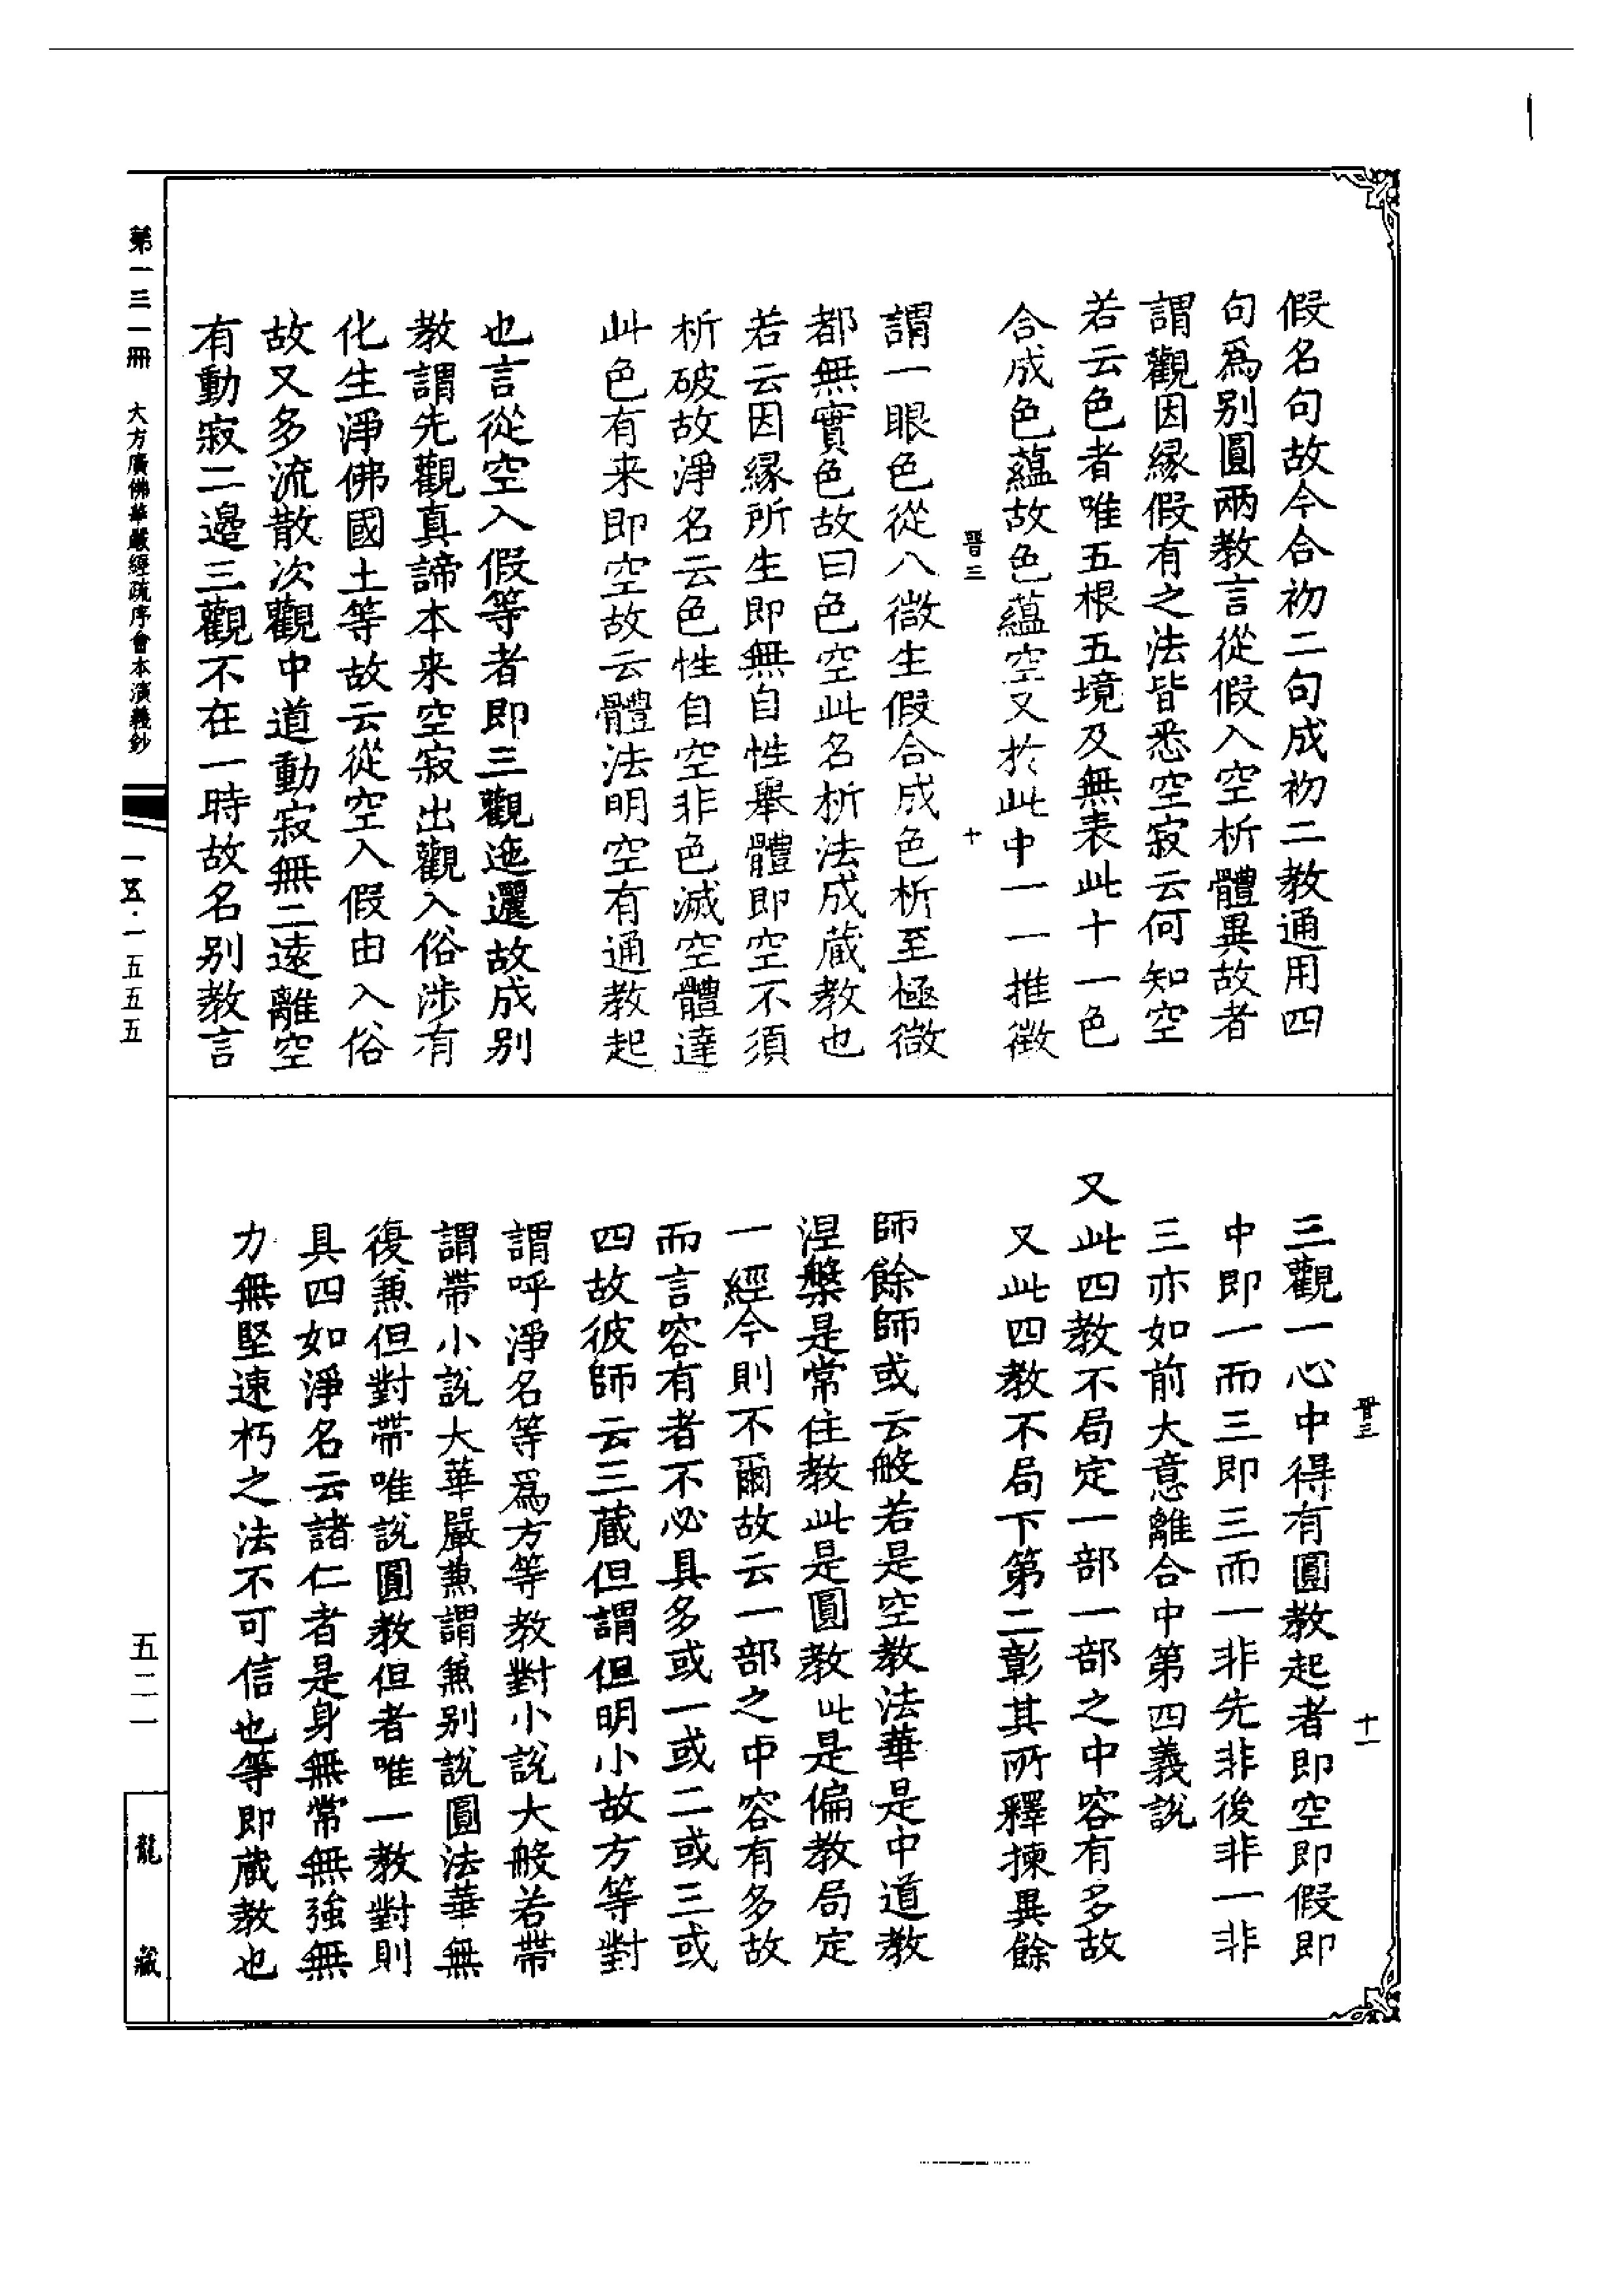 假名句故今合初二句成初二教通用四
句爲別圓兩教言從假入空析體異故者
謂觀因緣假有之法皆悉空寂云何知空
若云色者唯五根五境及無表此十一色
合成色蘊故色蘊空又於此中一一推徵
晉三 十
謂一眼色從八微生假合成色析至極微
都無實色故曰色空此名析法成藏教也
若云因緣所生即無自性舉體即空不須
析破故淨名云色性自空非色滅空體達
此色有来即空故云體法明空有通教起
也言從空入假等者即三觀迤邐故成別
教謂先觀真諦本来空寂出觀入俗涉有
化生淨佛國土等故云從空入假由入俗
故又多流散次觀中道動寂無二遠離空
有動寂二邊三觀不在一時故名別教言
第一三一冊 大方廣佛華嚴經疏序會本演義鈔 一五五·一五五五
晉三 十一
三觀一心中得有圓教起者即空即假即
中即一而三即三而一非先非後非一非
三亦如前大意離合中第四義說
又此四教不局定一部一部之中容有多故
又此四教不局下第二彰其所釋揀異餘
師餘師或云般若是空教法華是中道教
涅槃是常住教此是圓教此是偏教局定
一經今則不爾故云一部之中容有多故
而言容有者不必具多或一或二或三或
四故彼師云三藏但謂但明小故方等對
謂呼淨名等爲方等教對小說大般若帶
謂帶小說大華嚴兼謂兼別說圓法華無
復兼但對帶唯說圓教但者唯一教對則
具四如淨名云諸仁者是身無常無強無
力無堅速朽之法不可信也等即藏教也
五二一
龍藏